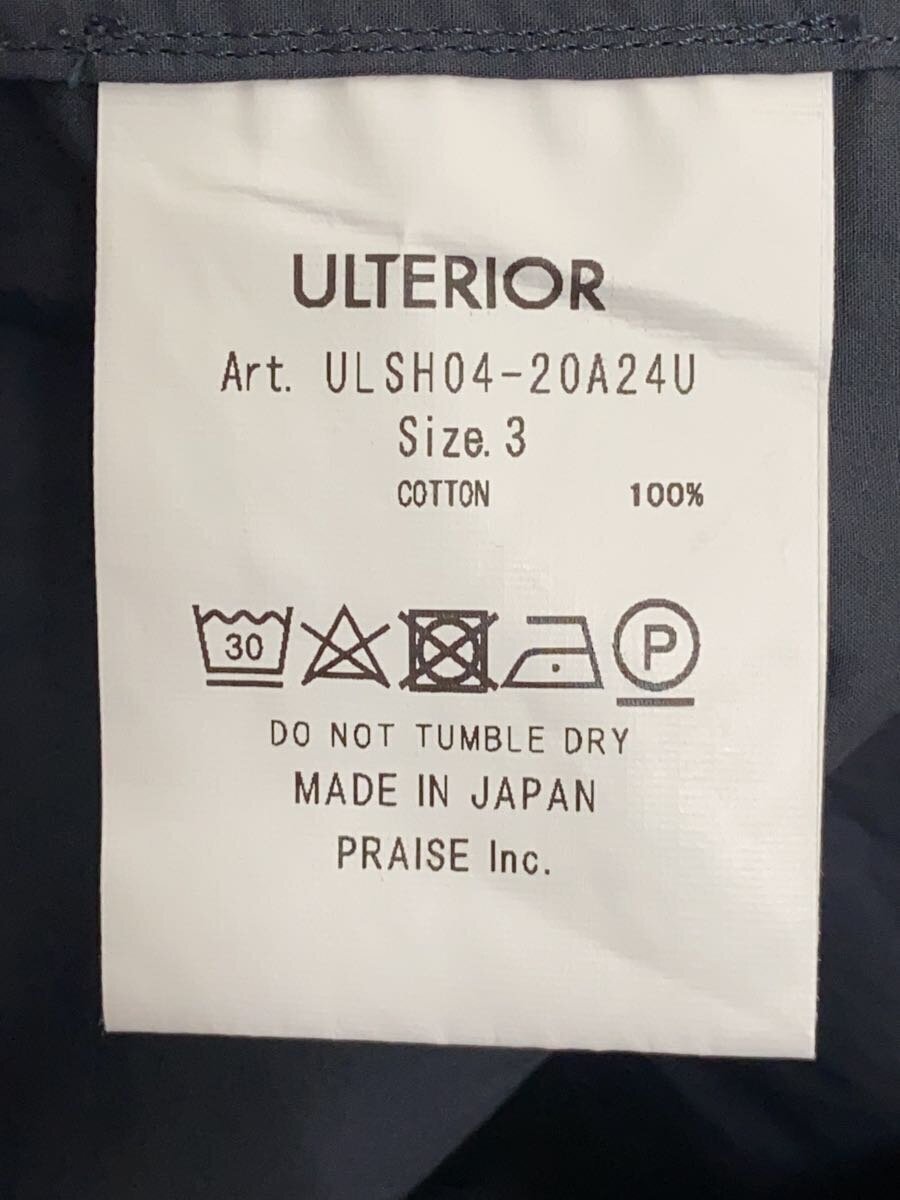 ULTERIOR
Art. ULSH04-20A24U
Size. 3
COTTON 100%
30 P
DO NOT TUMBLE DRY
MADE IN JAPAN
PRAISE Inc.